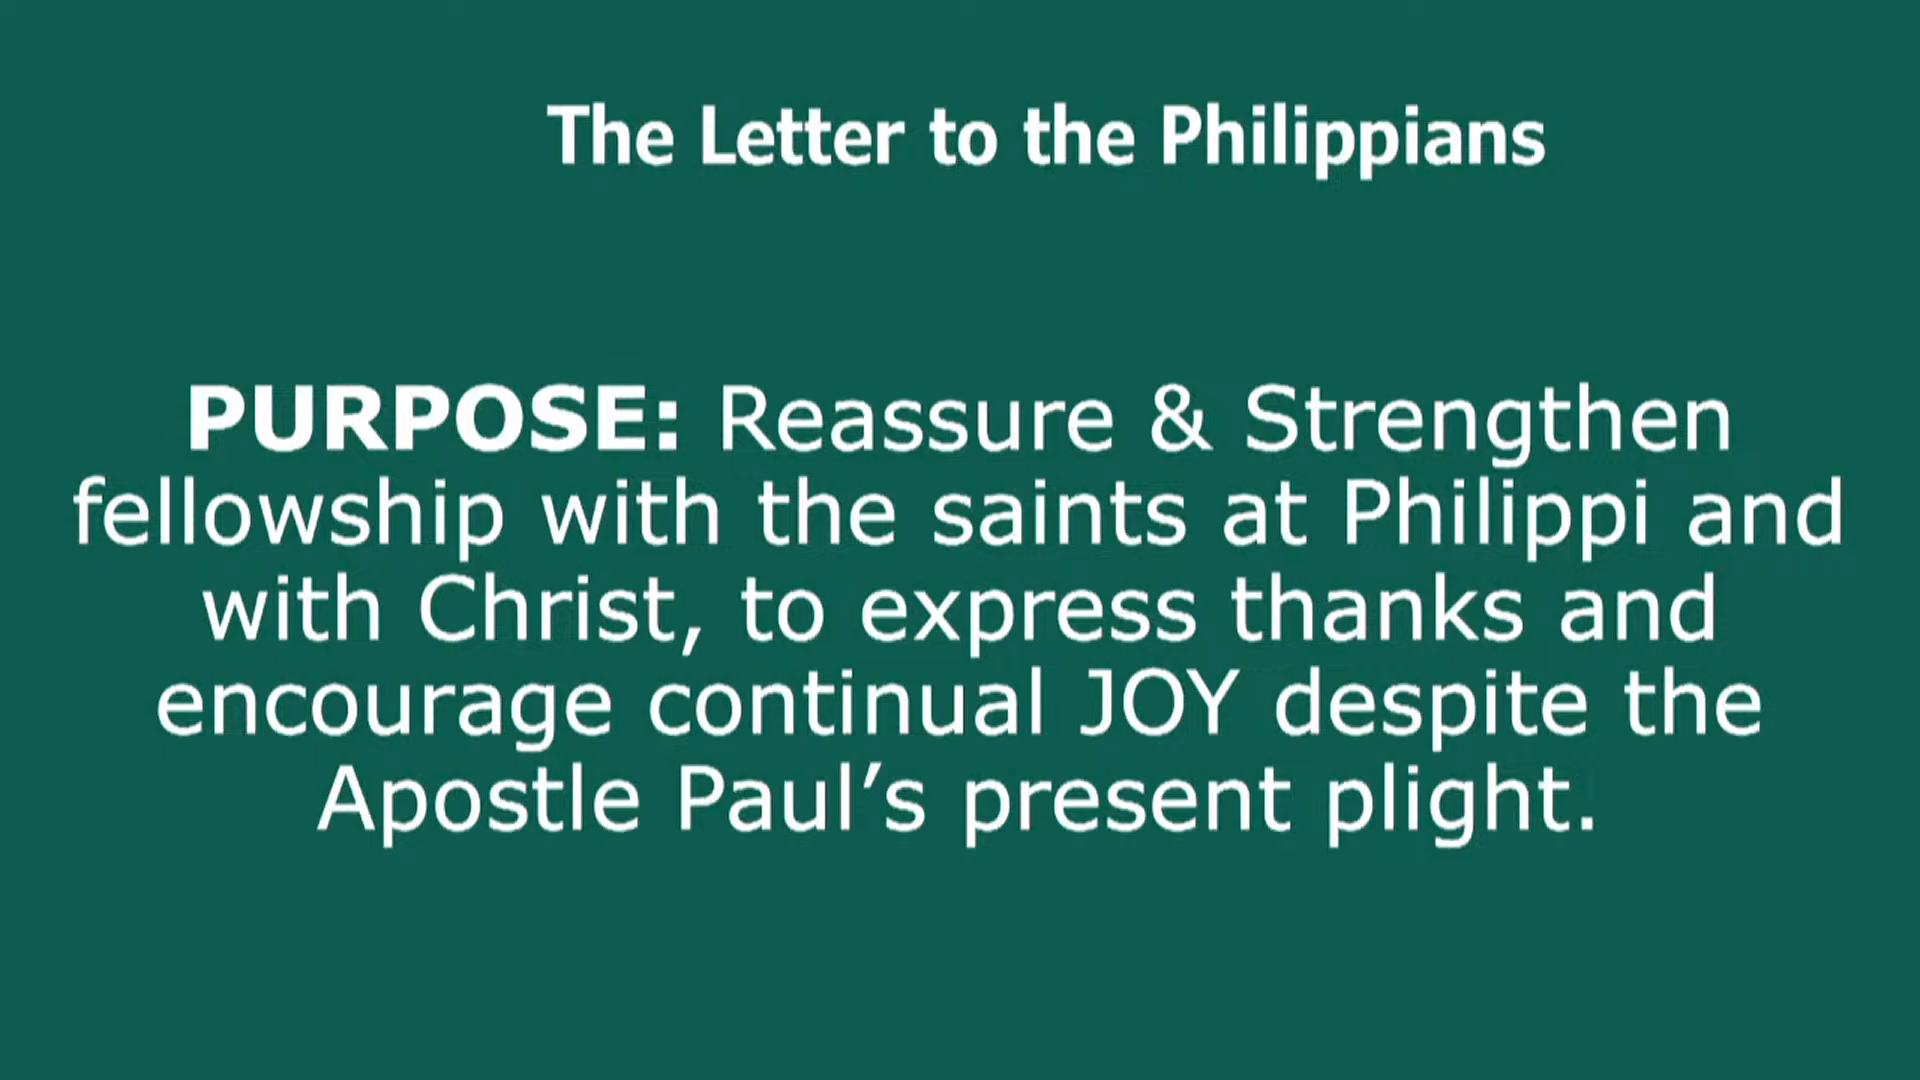 The Letter to the Philippians
PURPOSE: Reassure & Strengthen
fellowship with the saints at Philippi and
with Christ, to express thanks and
encourage continual JOY despite the
Apostle Paul’s present plight.